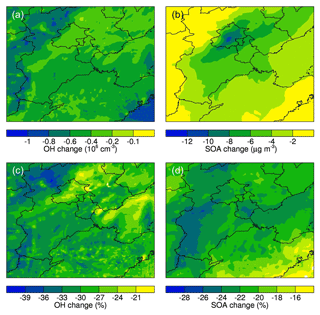 (a) (b)
-1 -0.8 -0.6 -0.4 -0.2 -0.1 -12 -10 -8 -6 -4 -2
OH change (10⁶ cm⁻³) SOA change (µg m⁻³)
(c) (d)
-39 -36 -33 -30 -27 -24 -21 -28 -26 -24 -22 -20 -18 -16
OH change (%) SOA change (%)